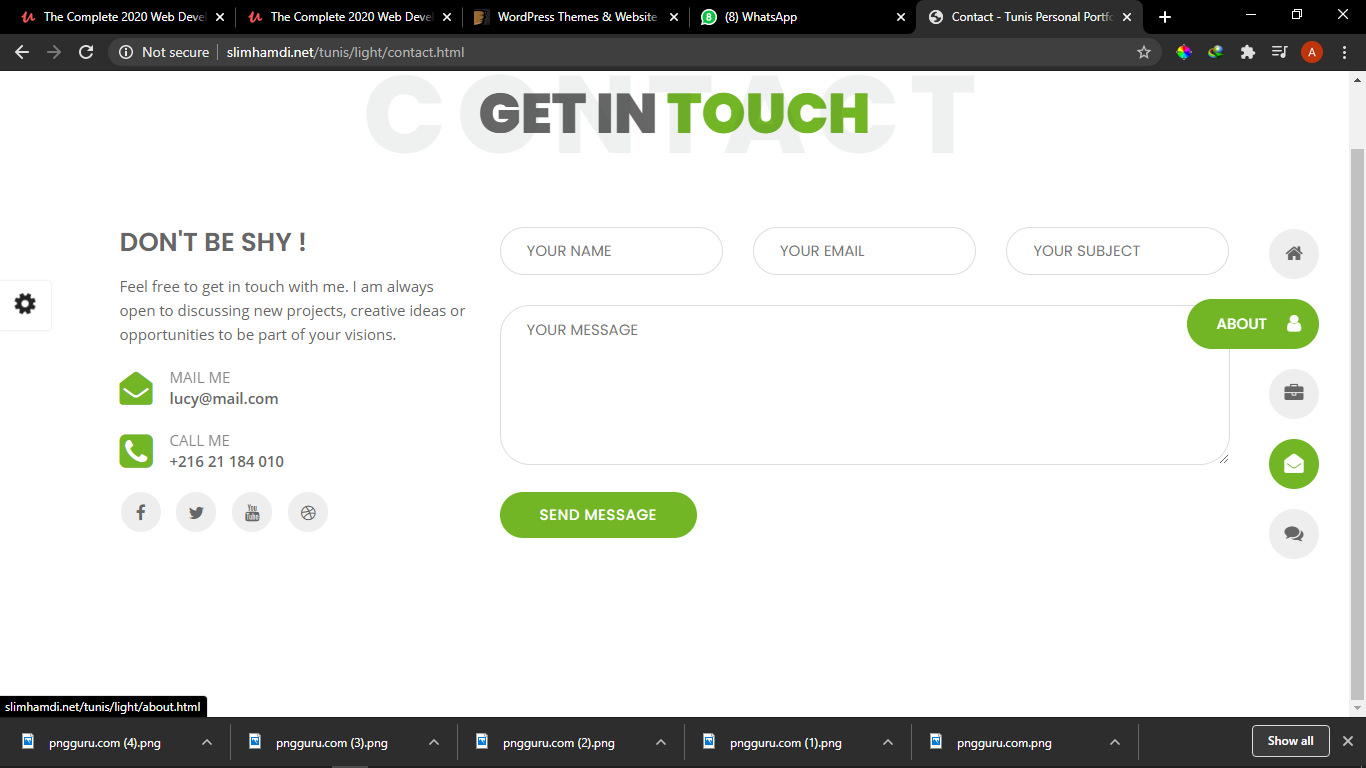 The Complete 2020 Web Devel
The Complete 2020 Web Devel
WordPress Themes & Website
(8) WhatsApp
Contact - Tunis Personal Portfo
Not secure
slimhamdi.net/tunis/light/contact.html
A
CONTACT
GET IN TOUCH
DON'T BE SHY !
Feel free to get in touch with me. I am always
open to discussing new projects, creative ideas or
opportunities to be part of your visions.
MAIL ME
lucy@mail.com
CALL ME
+216 21 184 010
You
Tube
YOUR NAME
YOUR EMAIL
YOUR SUBJECT
YOUR MESSAGE
SEND MESSAGE
ABOUT
slimhamdi.net/tunis/light/about.html
pngguru.com (4).png
pngguru.com (3).png
pngguru.com (2).png
pngguru.com (1).png
pngguru.com.png
Show all